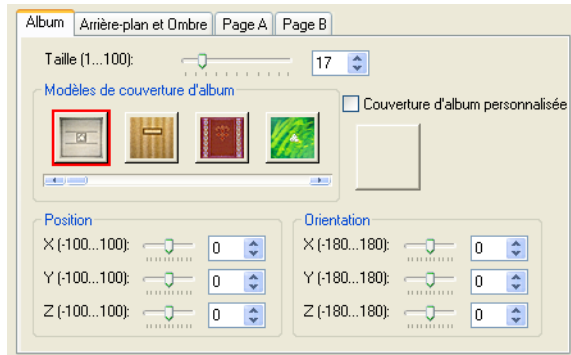 Album Arrière-plan et Ombre Page A Page B
Taille (1...100): 17
Modèles de couverture d'album
Couverture d'album personnalisée
Position Orientation
X (-100...100): 0 X (-180...180): 0
Y (-100...100): 0 Y (-180...180): 0
Z (-100...100): 0 Z (-180...180): 0